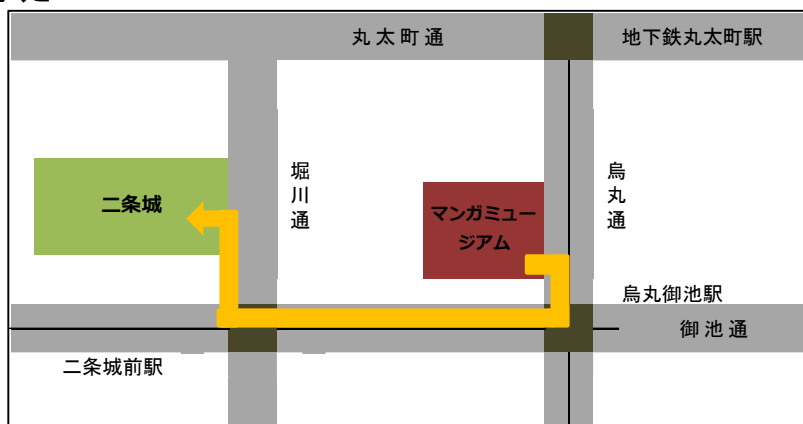 丸太町通
地下鉄丸太町駅
堀川通
烏丸通
二条城
マンガミュー
ジアム
烏丸御池駅
御池通
二条城前駅